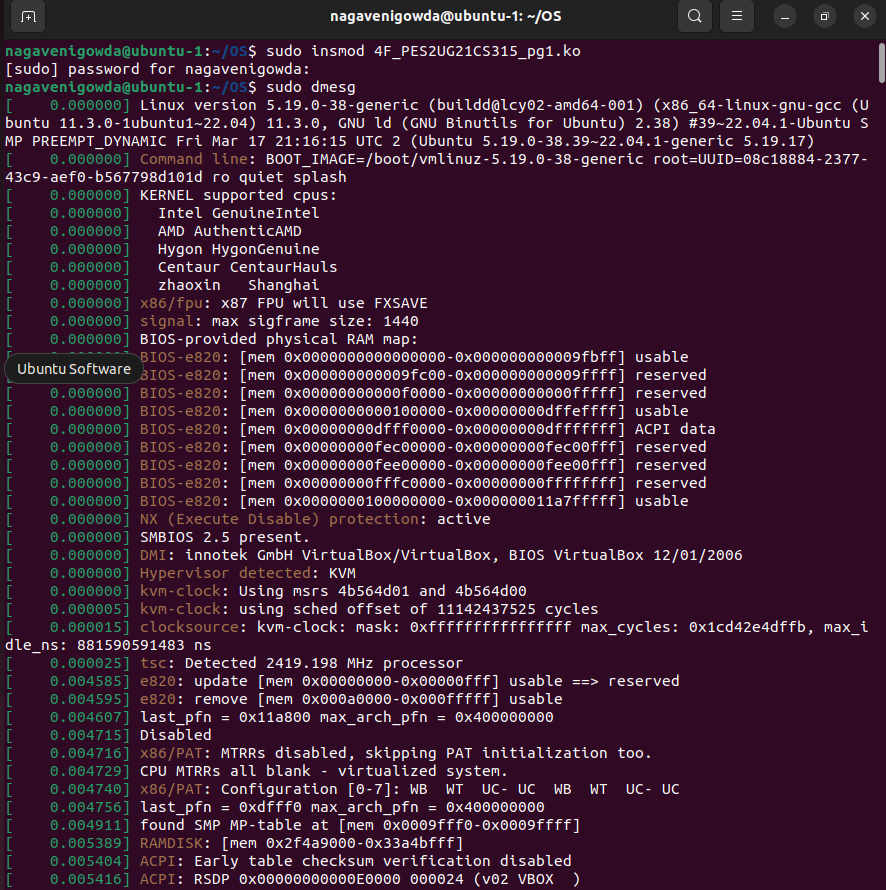 nagavenigowda@ubuntu-1: ~/OS
nagavenigowda@ubuntu-1:~/OS$ sudo insmod 4F_PES2UG21CS315_pg1.ko
[sudo] password for nagavenigowda:
nagavenigowda@ubuntu-1:~/OS$ sudo dmesg
[    0.000000] Linux version 5.19.0-38-generic (buildd@lcy02-amd64-001) (x86_64-linux-gnu-gcc (U
buntu 11.3.0-1ubuntu1~22.04) 11.3.0, GNU ld (GNU Binutils for Ubuntu) 2.38) #39~22.04.1-Ubuntu S
MP PREEMPT_DYNAMIC Fri Mar 17 21:16:15 UTC 2 (Ubuntu 5.19.0-38.39~22.04.1-generic 5.19.17)
[    0.000000] Command line: BOOT_IMAGE=/boot/vmlinuz-5.19.0-38-generic root=UUID=08c18884-2377-
43c9-aef0-b567798d101d ro quiet splash
[    0.000000] KERNEL supported cpus:
[    0.000000]   Intel GenuineIntel
[    0.000000]   AMD AuthenticAMD
[    0.000000]   Hygon HygonGenuine
[    0.000000]   Centaur CentaurHauls
[    0.000000]   zhaoxin   Shanghai
[    0.000000] x86/fpu: x87 FPU will use FXSAVE
[    0.000000] signal: max sigframe size: 1440
[    0.000000] BIOS-provided physical RAM map:
BIOS-e820: [mem 0x0000000000000000-0x000000000009fbff] usable
Ubuntu Software
BIOS-e820: [mem 0x000000000009fc00-0x000000000009ffff] reserved
[    0.000000] BIOS-e820: [mem 0x00000000000f0000-0x00000000000fffff] reserved
[    0.000000] BIOS-e820: [mem 0x0000000000100000-0x00000000dffeffff] usable
[    0.000000] BIOS-e820: [mem 0x00000000dfff0000-0x00000000dfffffff] ACPI data
[    0.000000] BIOS-e820: [mem 0x00000000fec00000-0x00000000fec00fff] reserved
[    0.000000] BIOS-e820: [mem 0x00000000fee00000-0x00000000fee00fff] reserved
[    0.000000] BIOS-e820: [mem 0x00000000fffc0000-0x00000000ffffffff] reserved
[    0.000000] BIOS-e820: [mem 0x0000000100000000-0x000000011a7fffff] usable
[    0.000000] NX (Execute Disable) protection: active
[    0.000000] SMBIOS 2.5 present.
[    0.000000] DMI: innotek GmbH VirtualBox/VirtualBox, BIOS VirtualBox 12/01/2006
[    0.000000] Hypervisor detected: KVM
[    0.000000] kvm-clock: Using msrs 4b564d01 and 4b564d00
[    0.000005] kvm-clock: using sched offset of 11142437525 cycles
[    0.000015] clocksource: kvm-clock: mask: 0xffffffffffffffff max_cycles: 0x1cd42e4dffb, max_i
dle_ns: 881590591483 ns
[    0.000025] tsc: Detected 2419.198 MHz processor
[    0.004585] e820: update [mem 0x00000000-0x00000fff] usable ==> reserved
[    0.004595] e820: remove [mem 0x000a0000-0x000fffff] usable
[    0.004607] last_pfn = 0x11a800 max_arch_pfn = 0x400000000
[    0.004715] Disabled
[    0.004716] x86/PAT: MTRRs disabled, skipping PAT initialization too.
[    0.004729] CPU MTRRs all blank - virtualized system.
[    0.004740] x86/PAT: Configuration [0-7]: WB  WT  UC- UC  WB  WT  UC- UC
[    0.004756] last_pfn = 0xdfff0 max_arch_pfn = 0x400000000
[    0.004911] found SMP MP-table at [mem 0x0009fff0-0x0009ffff]
[    0.005389] RAMDISK: [mem 0x2f4a9000-0x33a4bfff]
[    0.005404] ACPI: Early table checksum verification disabled
[    0.005416] ACPI: RSDP 0x00000000000E0000 000024 (v02 VBOX  )